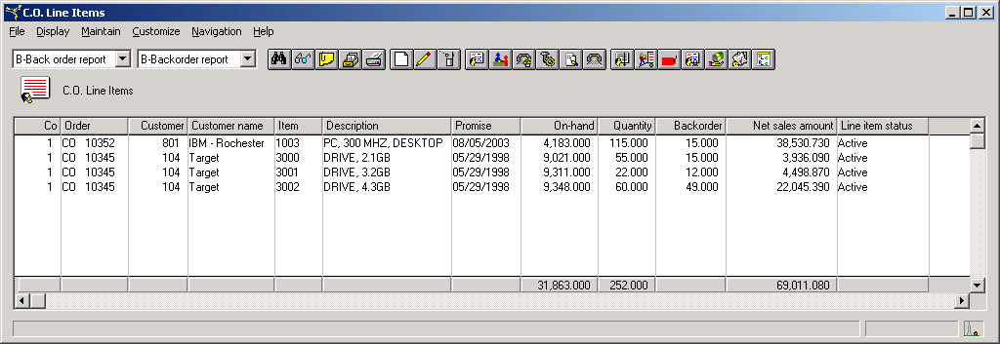 C.O. Line Items
File Display Maintain Customize Navigation Help
B-Back order report B-Backorder report
C.O. Line Items
Co Order Customer Customer name Item Description Promise On-hand Quantity Backorder Net sales amount Line item status
1 CO 10352 801 IBM - Rochester 1003 PC, 300 MHZ, DESKTOP 08/05/2003 4,183.000 115.000 15.000 38,530.730 Active
1 CO 10345 104 Target 3000 DRIVE, 2.1GB 05/29/1998 9,021.000 55.000 15.000 3,936.090 Active
1 CO 10345 104 Target 3001 DRIVE, 3.2GB 05/29/1998 9,311.000 22.000 12.000 4,498.870 Active
1 CO 10345 104 Target 3002 DRIVE, 4.3GB 05/29/1998 9,348.000 60.000 49.000 22,045.390 Active
31,863.000 252.000 69,011.080